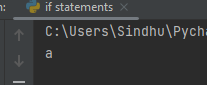 : if statements
C:\Users\Sindhu\Pycha
a